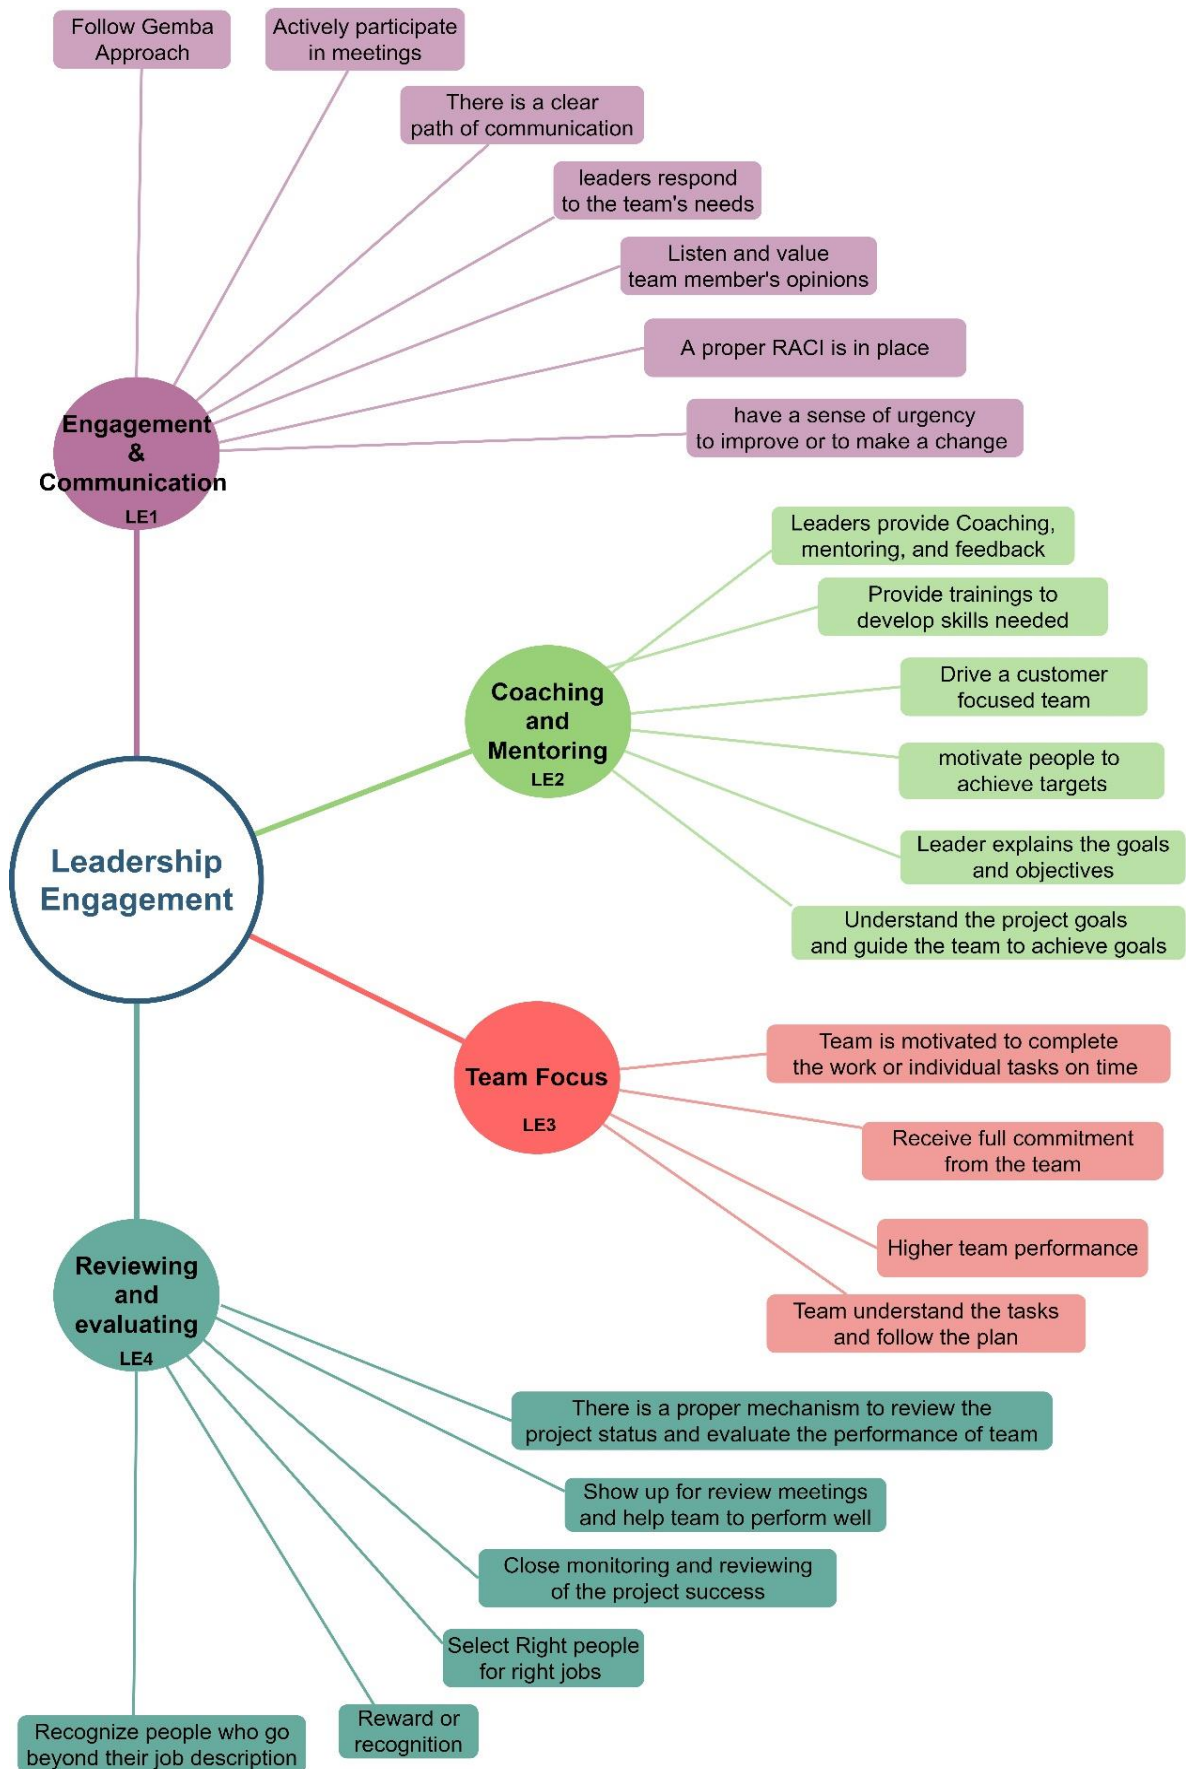 Follow Gemba
Approach
Actively participate
in meetings
There is a clear
path of communication
leaders respond
to the team's needs
Listen and value
team member's opinions
A proper RACI is in place
have a sense of urgency
to improve or to make a change
Engagement
&
Communication
LE1
Leaders provide Coaching,
mentoring, and feedback
Provide trainings to
develop skills needed
Drive a customer
focused team
motivate people to
achieve targets
Leader explains the goals
and objectives
Understand the project goals
and guide the team to achieve goals
Coaching
and
Mentoring
LE2
Leadership
Engagement
Team Focus
LE3
Team is motivated to complete
the work or individual tasks on time
Receive full commitment
from the team
Higher team performance
Team understand the tasks
and follow the plan
Reviewing
and
evaluating
LE4
There is a proper mechanism to review the
project status and evaluate the performance of team
Show up for review meetings
and help team to perform well
Close monitoring and reviewing
of the project success
Select Right people
for right jobs
Reward or
recognition
Recognize people who go
beyond their job description